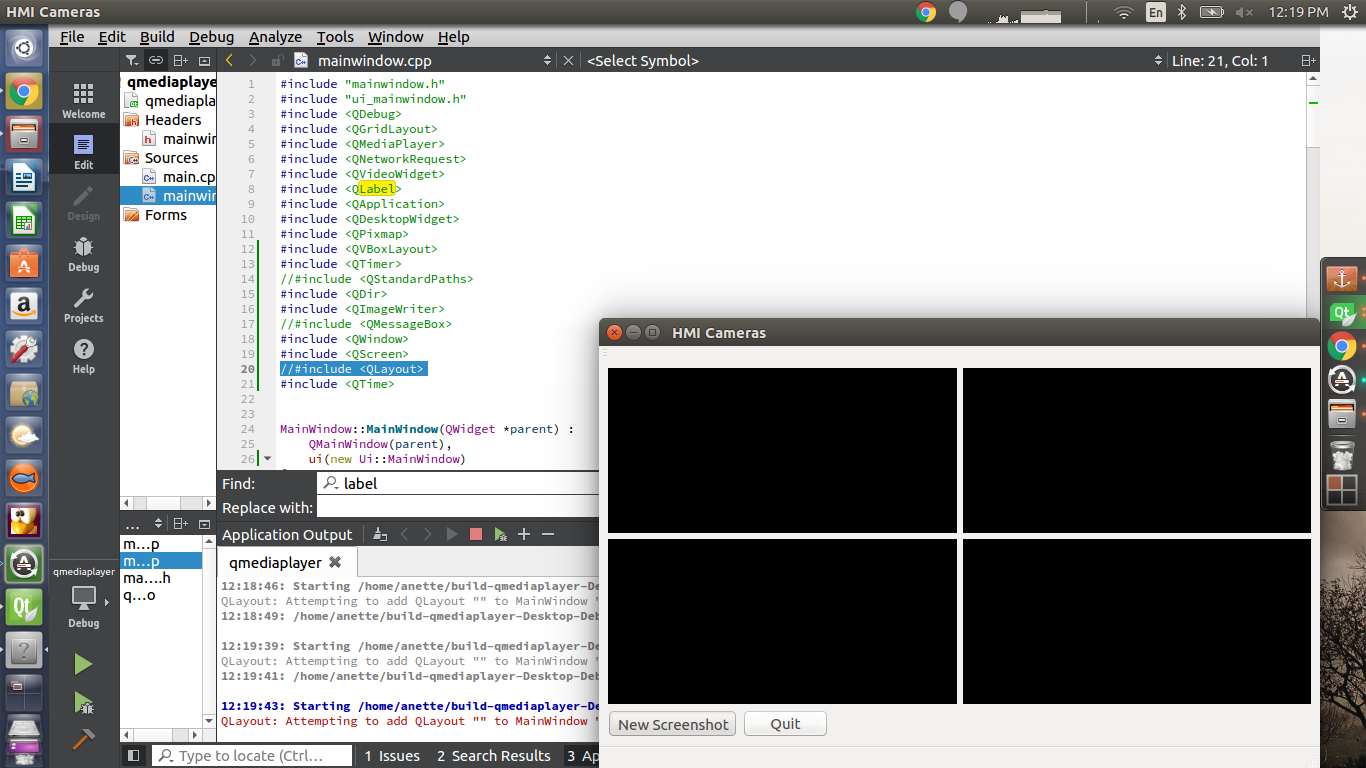 HMI Cameras
En
12:19 PM
File Edit Build Debug Analyze Tools Window Help
mainwindow.cpp
<Select Symbol>
Line: 21, Col: 1
Welcome
Edit
Design
Debug
Projects
Help
qmediaplayer
Debug
qmediaplaye
qmediapla
Headers
mainwin
Sources
main.cp
mainwin
Forms
...
m...p
m...p
ma....h
q...o
1 #include "mainwindow.h"
2 #include "ui_mainwindow.h"
3 #include <QDebug>
4 #include <QGridLayout>
5 #include <QMediaPlayer>
6 #include <QNetworkRequest>
7 #include <QVideoWidget>
8 #include <QLabel>
9 #include <QApplication>
10 #include <QDesktopWidget>
11 #include <QPixmap>
12 #include <QVBoxLayout>
13 #include <QTimer>
14 //#include <QStandardPaths>
15 #include <QDir>
16 #include <QImageWriter>
17 //#include <QMessageBox>
18 #include <QWindow>
19 #include <QScreen>
20 //#include <QLayout>
21 #include <QTime>
22
23
24 MainWindow::MainWindow(QWidget *parent) :
25 QMainWindow(parent),
26 ui(new Ui::MainWindow)
Find: label
Replace with:
Application Output
qmediaplayer
12:18:46: Starting /home/anette/build-qmediaplayer-De
QLayout: Attempting to add QLayout "" to MainWindow "
12:18:49: /home/anette/build-qmediaplayer-Desktop-Deb
12:19:39: Starting /home/anette/build-qmediaplayer-De
QLayout: Attempting to add QLayout "" to MainWindow "
12:19:41: /home/anette/build-qmediaplayer-Desktop-Deb
12:19:43: Starting /home/anette/build-qmediaplayer-De
QLayout: Attempting to add QLayout "" to MainWindow "
Type to locate (Ctrl...
1 Issues
2 Search Results
3 Ap
HMI Cameras
New Screenshot
Quit
Qt